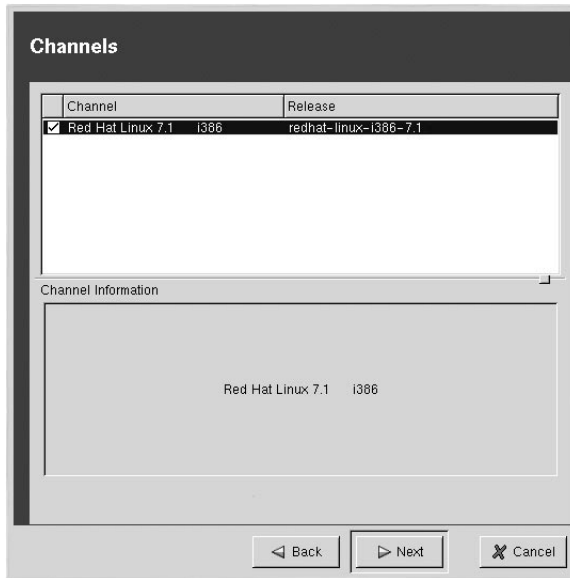 Channels
Channel Release
Red Hat Linux 7.1 i386 redhat-linux-i386-7.1
Channel Information
Red Hat Linux 7.1 i386
Back Next Cancel